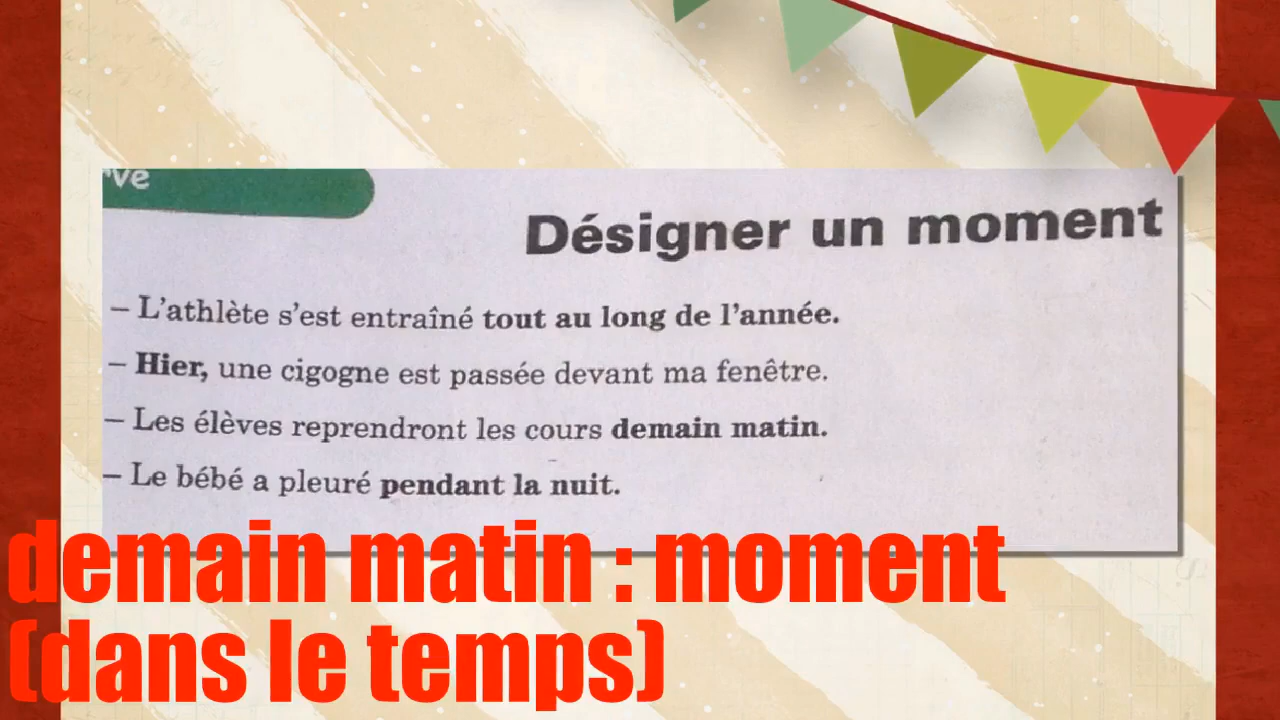 Désigner un moment
– L'athlète s'est entraîné tout au long de l'année.
– Hier, une cigogne est passée devant ma fenêtre.
– Les élèves reprendront les cours demain matin.
– Le bébé a pleuré pendant la nuit.
demain matin : moment
(dans le temps)